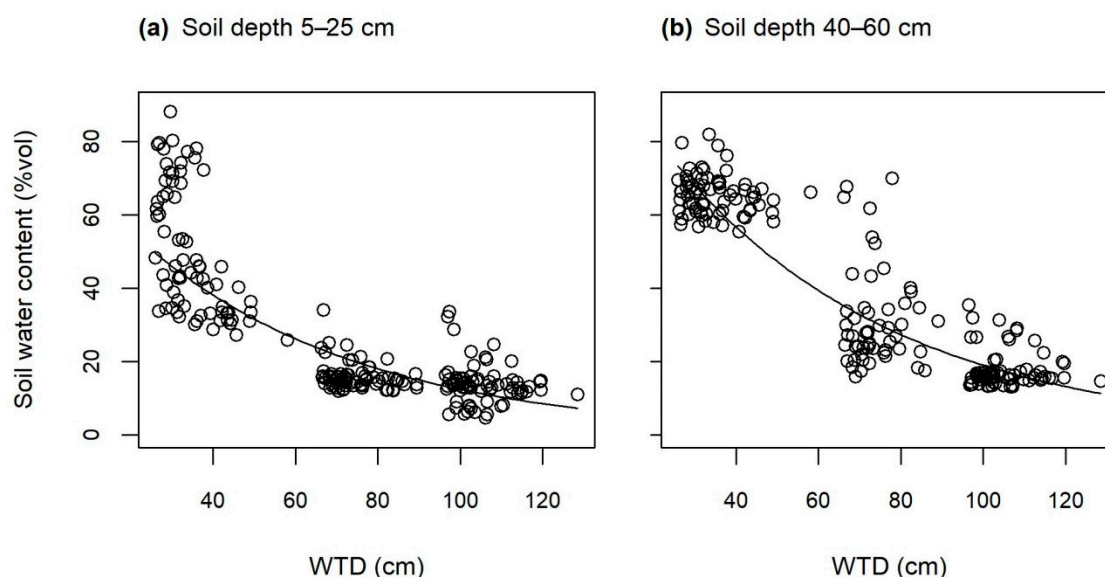 (a) Soil depth 5–25 cm
(b) Soil depth 40–60 cm
Soil water content (%vol)
80
60
40
20
0
40 60 80 100 120
40 60 80 100 120
WTD (cm)
WTD (cm)